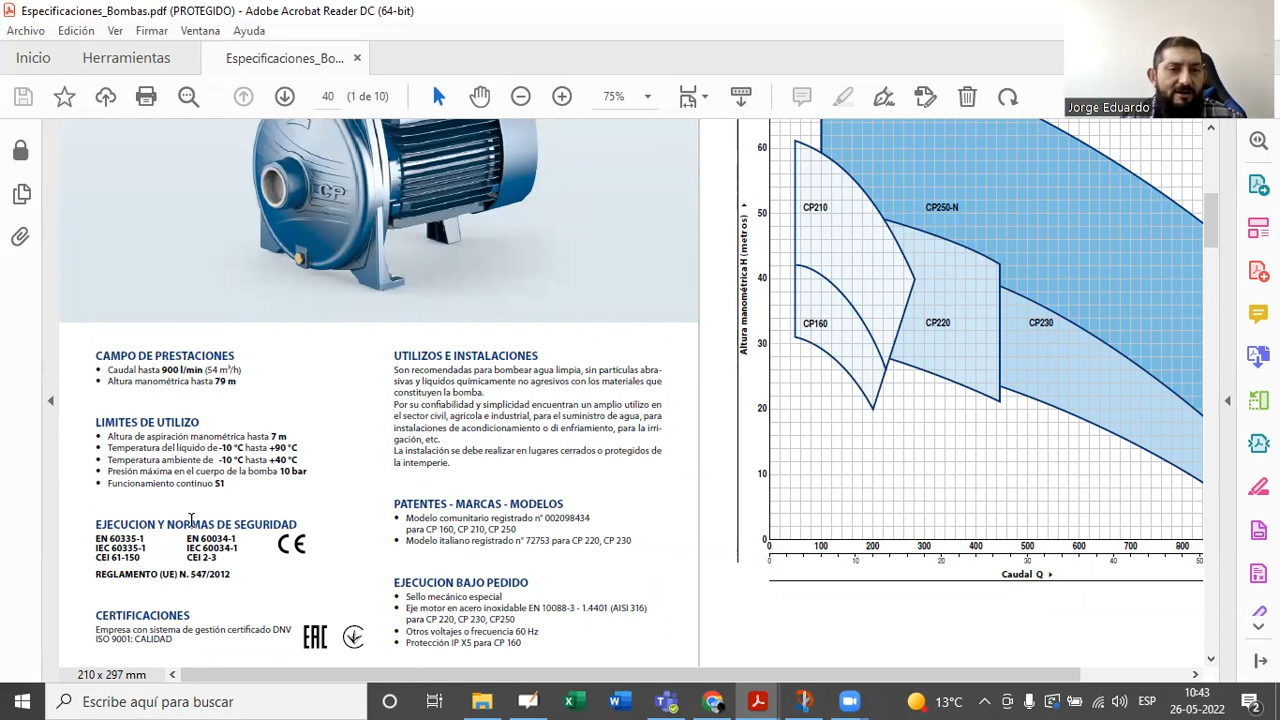 Especificaciones_Bombas.pdf (PROTEGIDO) - Adobe Acrobat Reader DC (64-bit)
Archivo Edición Ver Firmar Ventana Ayuda
Inicio Herramientas Especificaciones_Bo... ×
40 (1 de 10) 75%
Jorge Eduardo
ICP
CAMPO DE PRESTACIONES
• Caudal hasta 900 l/min (54 m³/h)
• Altura manométrica hasta 79 m
LIMITES DE UTILIZO
• Altura de aspiración manométrica hasta 7 m
• Temperatura del líquido de -10 °C hasta +90 °C
• Temperatura ambiente de -10 °C hasta +40 °C
• Presión máxima en el cuerpo de la bomba 10 bar
• Funcionamiento continuo S1
EJECUCION Y NORMAS DE SEGURIDAD
EN 60335-1 EN 60034-1
IEC 60335-1 IEC 60034-1
CEI 61-150 CEI 2-3
CE
REGLAMENTO (UE) N. 547/2012
CERTIFICACIONES
Empresa con sistema de gestión certificado DNV
ISO 9001: CALIDAD
EAC
UTILIZOS E INSTALACIONES
Son recomendadas para bombear agua limpia, sin partículas abra-
sivas y líquidos químicamente no agresivos con los materiales que
constituyen la bomba.
Por su confiabilidad y simplicidad encuentran un amplio utilizo en
el sector civil, agrícola e industrial, para el suministro de agua, para
instalaciones de acondicionamiento o di enfriamiento, para la irri-
gación, etc.
La instalación se debe realizar en lugares cerrados o protegidos de
la intemperie.
PATENTES - MARCAS - MODELOS
• Modelo comunitario registrado n° 002098434
para CP 160, CP 210, CP 250
• Modelo italiano registrado n° 72753 para CP 220, CP 230
EJECUCION BAJO PEDIDO
• Sello mecánico especial
• Eje motor en acero inoxidable EN 10088-3 - 1.4401 (AISI 316)
para CP 220, CP 230, CP250
• Otros voltajes o frecuencia 60 Hz
• Protección IP X5 para CP 160
Altura manométrica H (metros)
60
50
40
30
20
10
0
CP210
CP250-N
CP160
CP220
CP230
0 100 200 300 400 500 600 700 800
0 10 20 30 40 50
Caudal Q
210 x 297 mm
Escribe aquí para buscar
13°C
ESP
10:43
26-05-2022
2